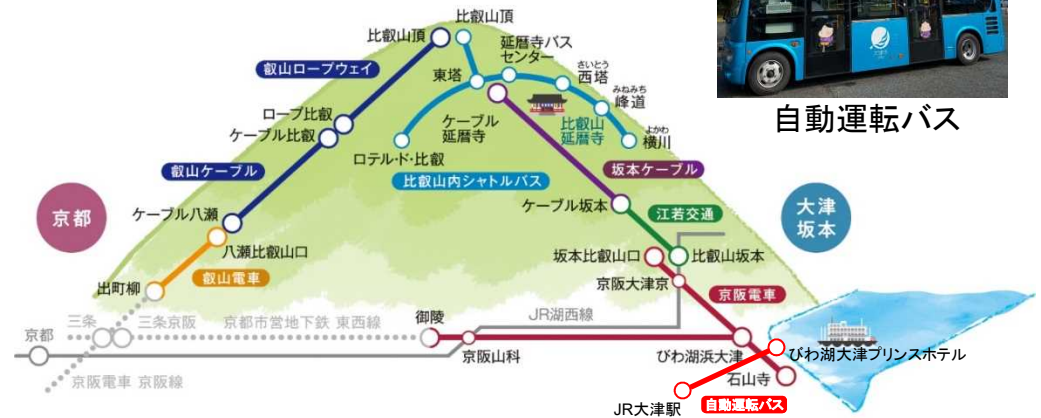 比叡山頂
比叡山頂
延暦寺バス
センター
叡山ロープウェイ
東塔
さいとう
西塔
みねみち
峰道
自動運転バス
ロープ比叡
ケーブル比叡
ケーブル
延暦寺
比叡山
延暦寺
よかわ
横川
ロテルド・比叡
叡山ケーブル
比叡山内シャトルバス
坂本ケーブル
京都
ケーブル八瀬
ケーブル坂本
江若交通
大津
坂本
八瀬比叡山口
坂本比叡山口
比叡山坂本
叡山電車
京阪大津京
出町柳
京阪電車
三条
三条京阪
京都市営地下鉄 東西線
御陵
JR湖西線
京都
京阪山科
びわ湖浜大津
びわ湖大津プリンスホテル
京阪電車 京阪線
石山寺
JR大津駅
自動運転バス